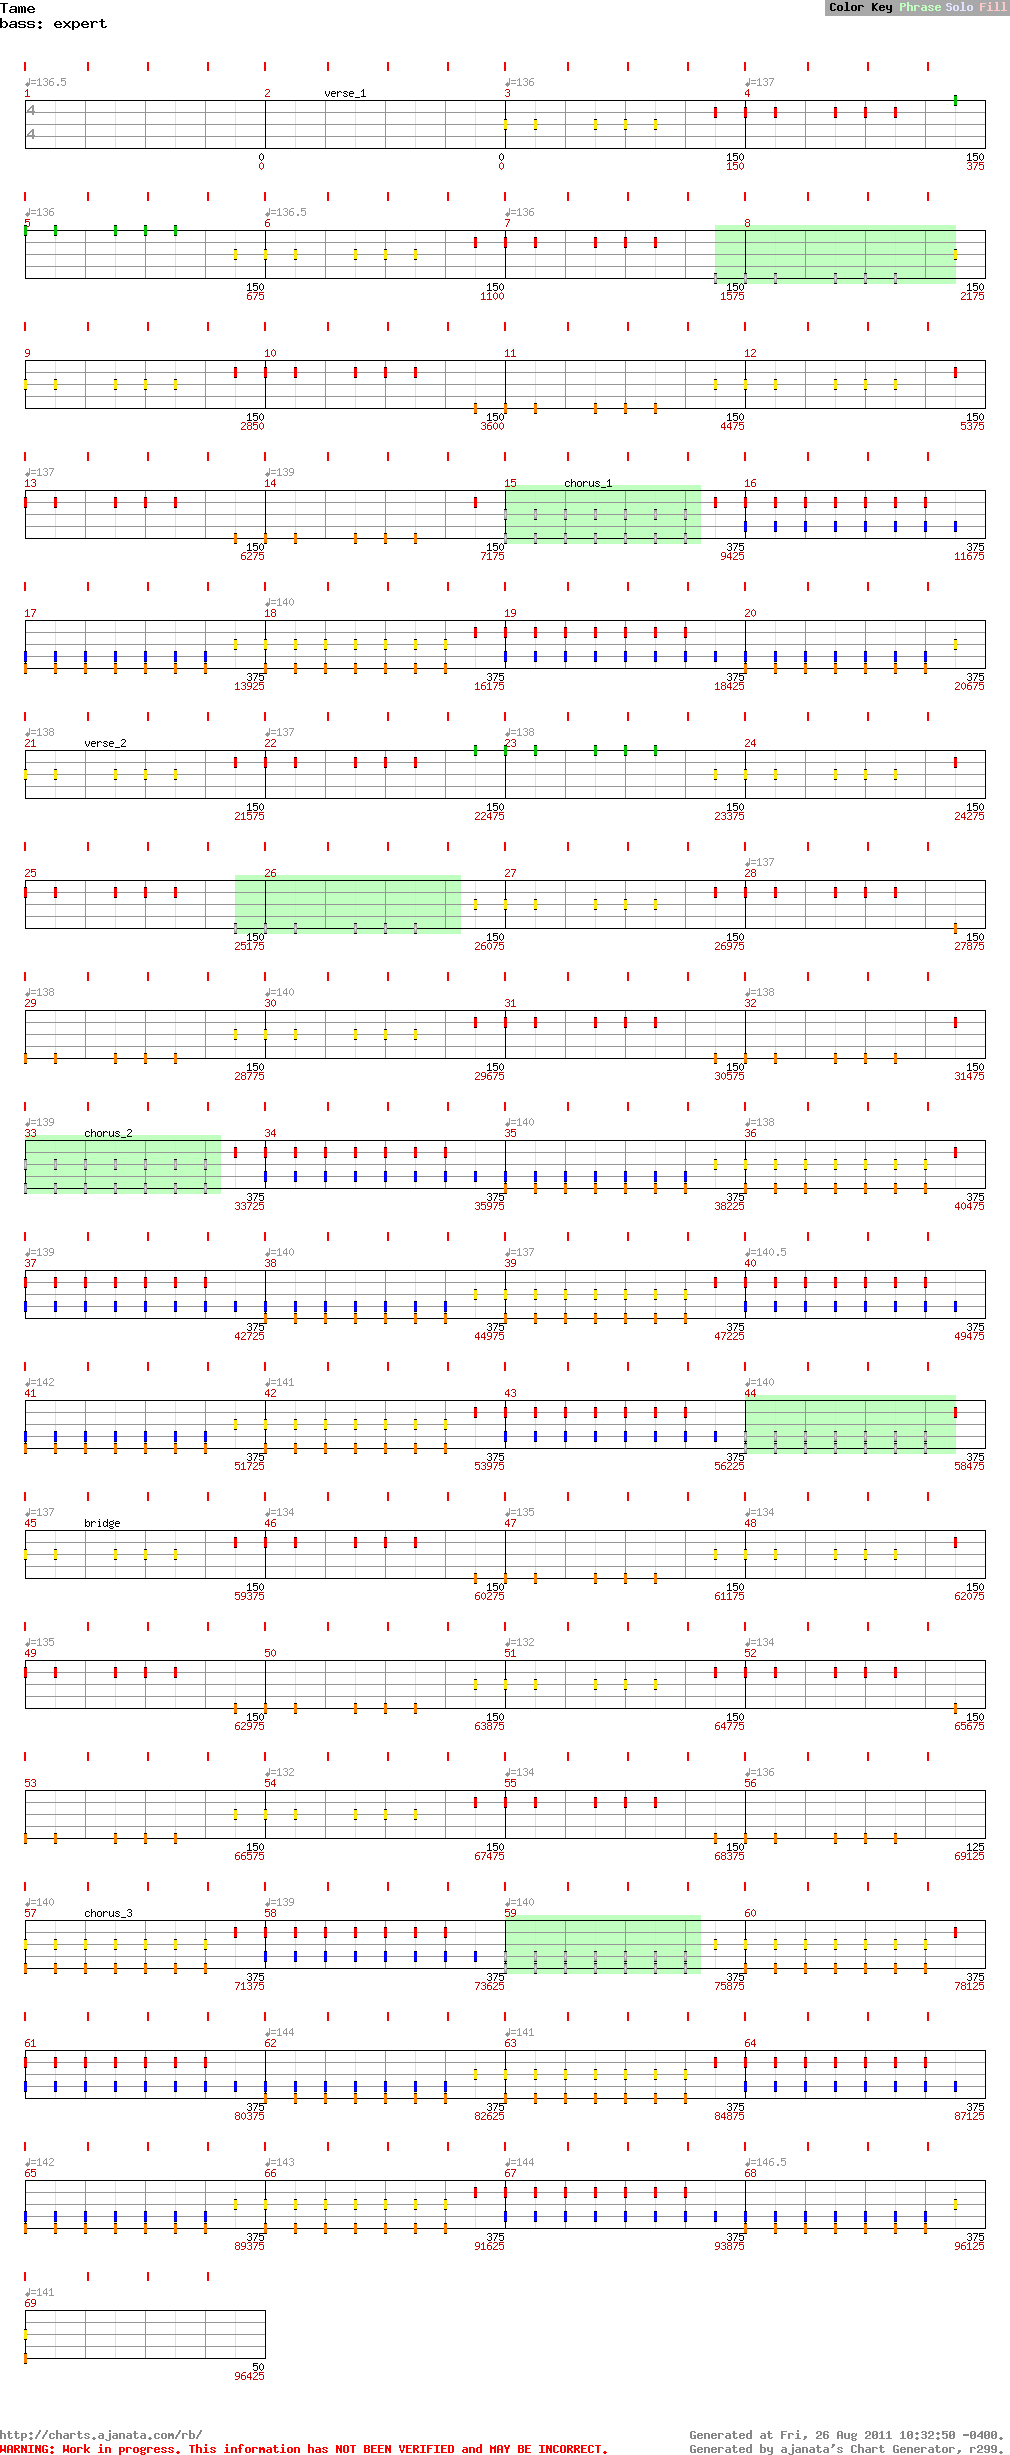 Tame
Color Key Phrase Solo Fill
bass: expert
♩=136.5 ♩=136 ♩=137
1 2 verse_1 3 4
4
4
0 0 150 150
0 0 150 375
♩=136 ♩=136.5 ♩=136
5 6 7 8
150 150 150 150
675 1100 1575 2175
9 10 11 12
150 150 150 150
2850 3600 4475 5375
♩=137 ♩=139
13 14 15 chorus_1 16
150 150 375 375
6275 7175 9425 11675
♩=140
17 18 19 20
375 375 375 375
13925 16175 18425 20675
♩=138 ♩=137 ♩=138
21 verse_2 22 23 24
150 150 150 150
21575 22475 23375 24275
♩=137
25 26 27 28
150 150 150 150
25175 26075 26975 27875
♩=138 ♩=140 ♩=138
29 30 31 32
150 150 150 150
28775 29675 30575 31475
♩=139 ♩=140 ♩=138
33 chorus_2 34 35 36
375 375 375 375
33725 35975 38225 40475
♩=139 ♩=140 ♩=137 ♩=140.5
37 38 39 40
375 375 375 375
42725 44975 47225 49475
♩=142 ♩=141 ♩=140
41 42 43 44
375 375 375 375
51725 53975 56225 58475
♩=137 ♩=134 ♩=135 ♩=134
45 bridge 46 47 48
150 150 150 150
59375 60275 61175 62075
♩=135 ♩=132 ♩=134
49 50 51 52
150 150 150 150
62975 63875 64775 65675
♩=132 ♩=134 ♩=136
53 54 55 56
150 150 150 125
66575 67475 68375 69125
♩=140 ♩=139 ♩=140
57 chorus_3 58 59 60
375 375 375 375
71375 73625 75875 78125
♩=144 ♩=141
61 62 63 64
375 375 375 375
80375 82625 84875 87125
♩=142 ♩=143 ♩=144 ♩=146.5
65 66 67 68
375 375 375 375
89375 91625 93875 96125
♩=141
69
50
96425
http://charts.ajanata.com/rb/ Generated at Fri, 26 Aug 2011 10:32:50 -0400.
WARNING: Work in progress. This information has NOT BEEN VERIFIED and MAY BE INCORRECT. Generated by ajanata's Chart Generator, r299.